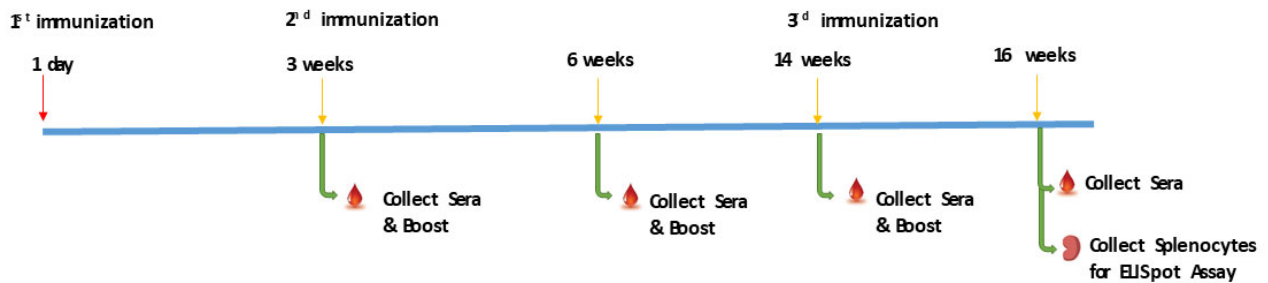 1st immunization
2nd immunization
3rd immunization
1 day
3 weeks
6 weeks
14 weeks
16 weeks
Collect Sera
& Boost
Collect Sera
& Boost
Collect Sera
& Boost
Collect Sera
Collect Splenocytes
for ELISpot Assay